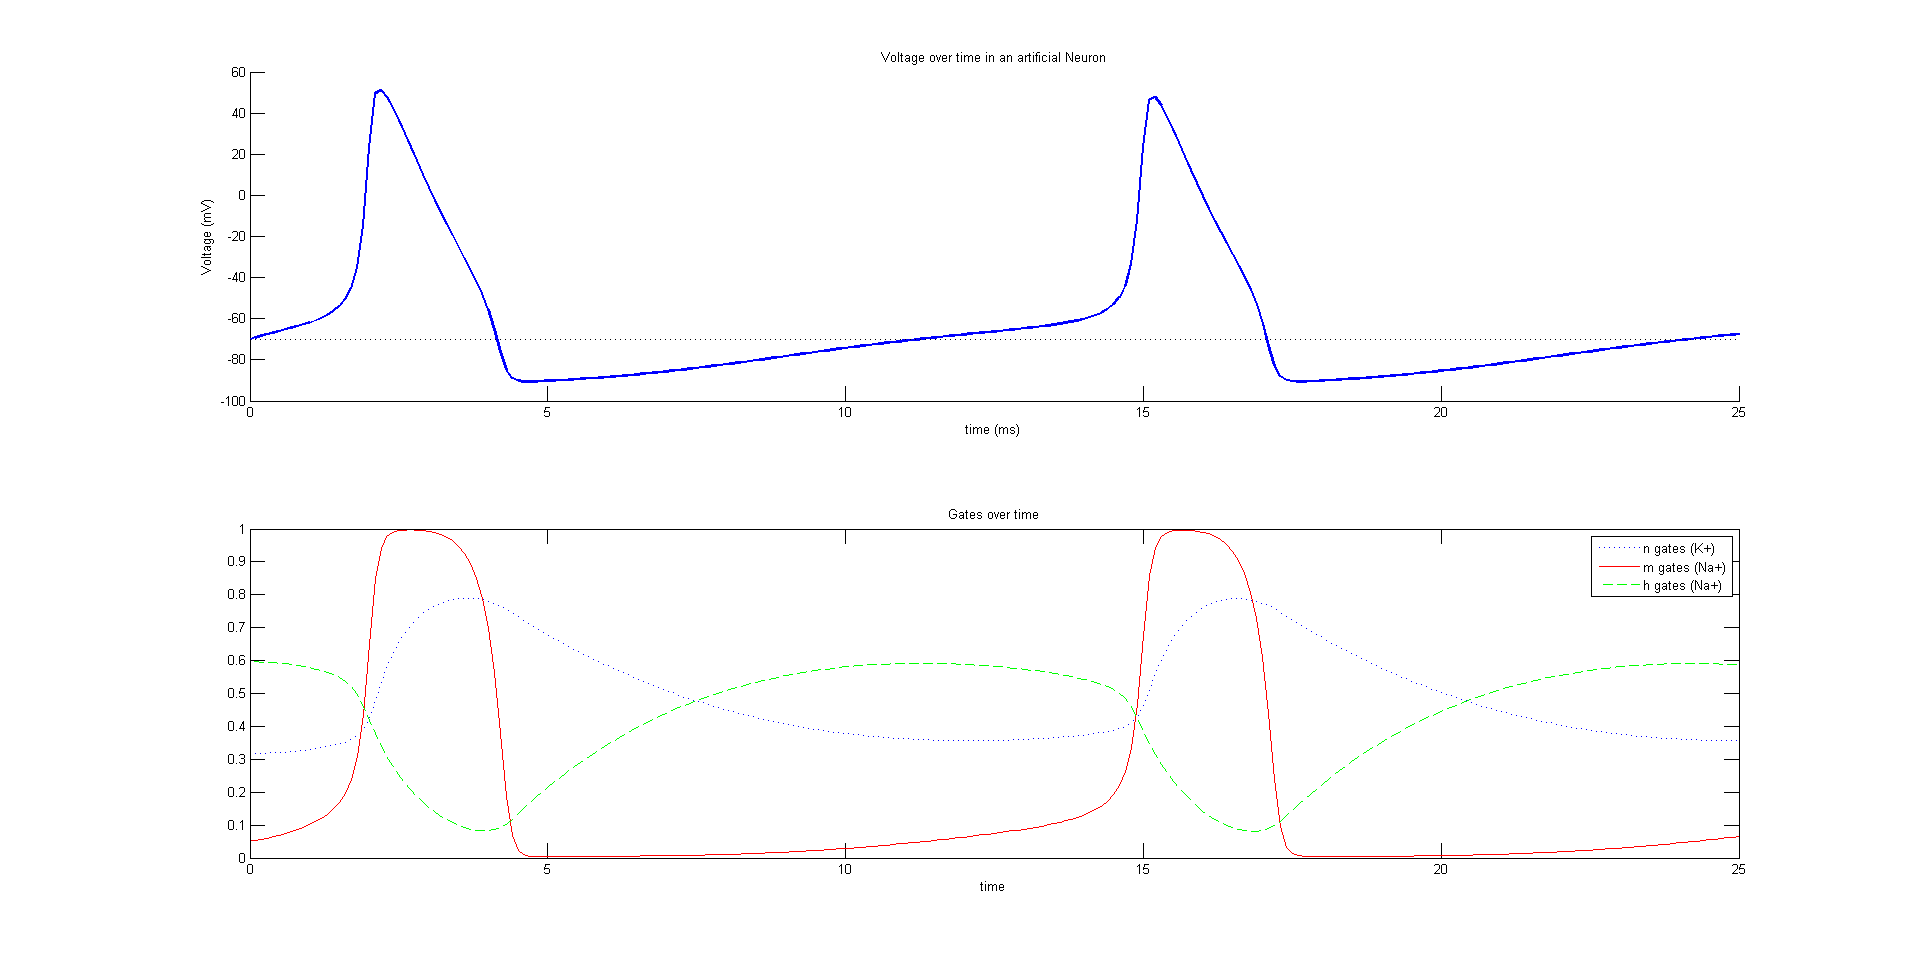 Voltage over time in an artificial Neuron
60
40
20
0
-20
-40
-60
-80
-100
Voltage (mV)
0 5 10 15 20 25
time (ms)
Gates over time
1
0.9
0.8
0.7
0.6
0.5
0.4
0.3
0.2
0.1
0
n gates (K+)
m gates (Na+)
h gates (Na+)
0 5 10 15 20 25
time